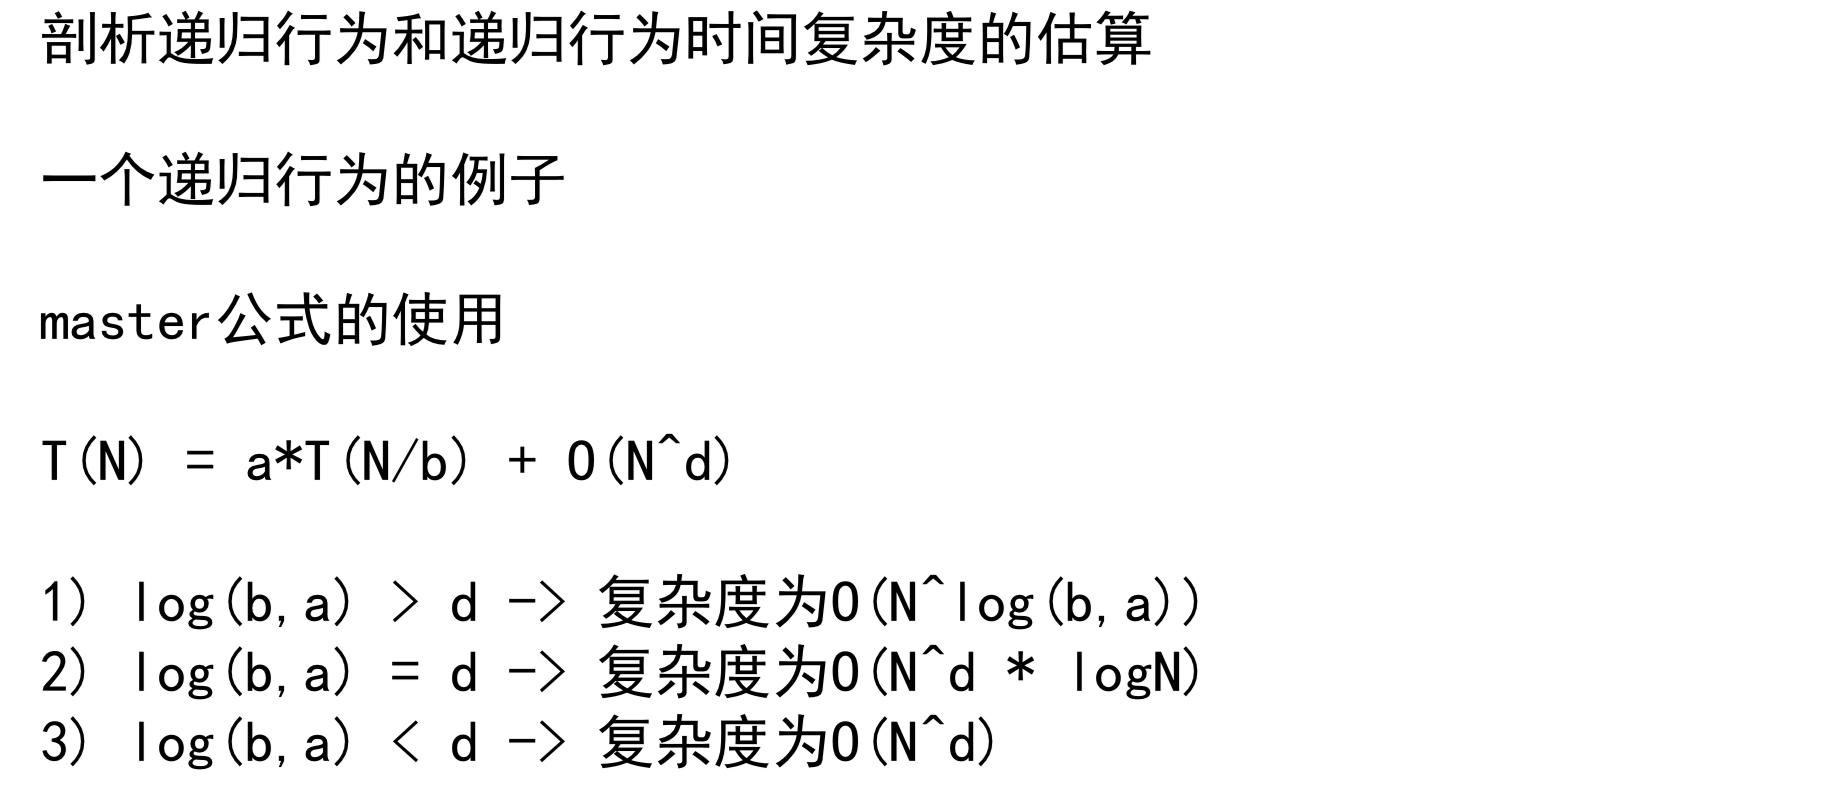 剖析递归行为和递归行为时间复杂度的估算
一个递归行为的例子
master公式的使用
T(N) = a*T(N/b) + O(N^d)
1) log(b,a) > d -> 复杂度为O(N^log(b,a))
2) log(b,a) = d -> 复杂度为O(N^d * logN)
3) log(b,a) < d -> 复杂度为O(N^d)